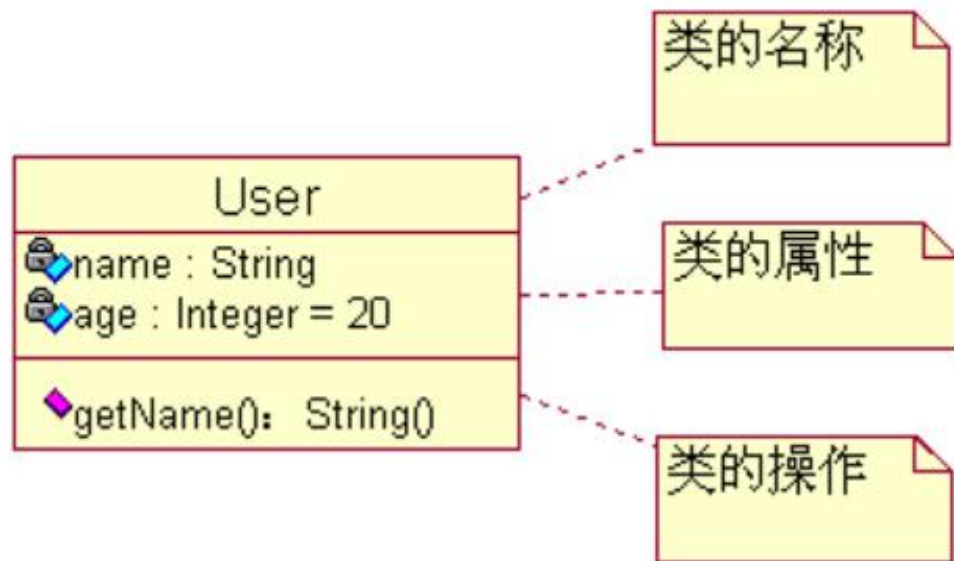 类的名称
User
name : String
age : Integer = 20
类的属性
getName()： String()
类的操作